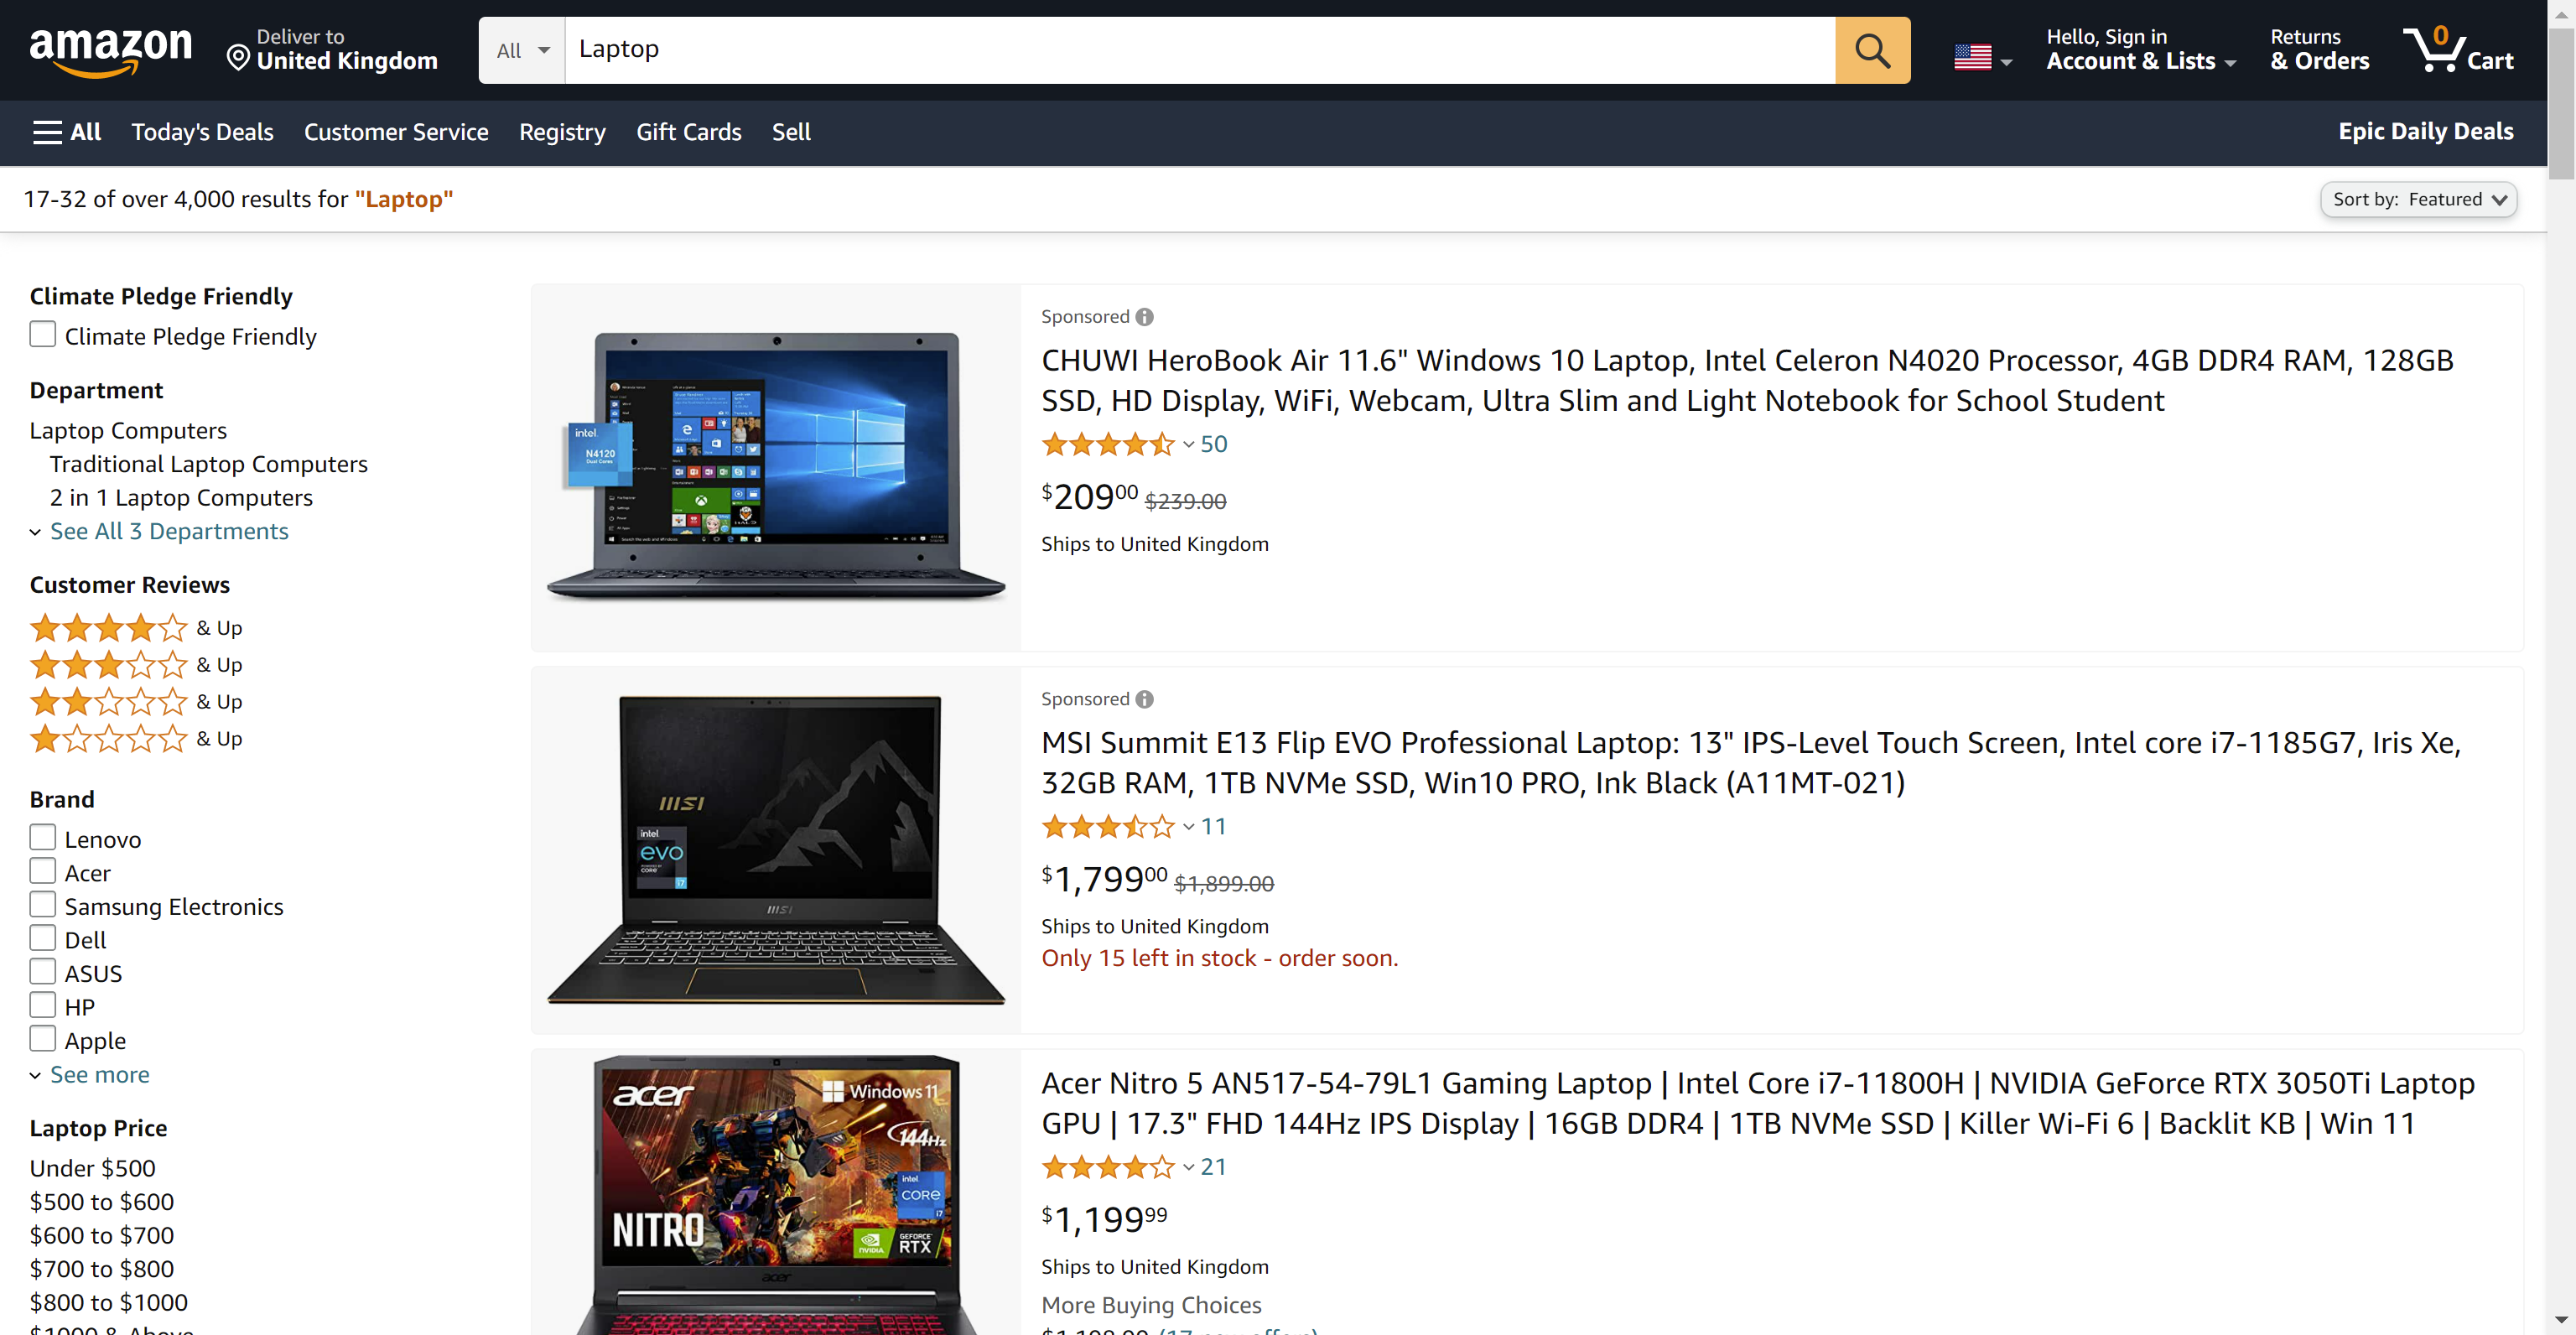 amazon
Deliver to
United Kingdom
All
Laptop
Hello, Sign in
Account & Lists
Returns
& Orders
0
Cart
All
Today's Deals
Customer Service
Registry
Gift Cards
Sell
Epic Daily Deals
17-32 of over 4,000 results for "Laptop"
Sort by: Featured
Climate Pledge Friendly
Climate Pledge Friendly
Department
Laptop Computers
Traditional Laptop Computers
2 in 1 Laptop Computers
See All 3 Departments
Customer Reviews
& Up
& Up
& Up
& Up
Brand
Lenovo
Acer
Samsung Electronics
Dell
ASUS
HP
Apple
See more
Laptop Price
Under $500
$500 to $600
$600 to $700
$700 to $800
$800 to $1000
$1000 & Above
intel
N4120
Dual Cores
Sponsored
CHUWI HeroBook Air 11.6" Windows 10 Laptop, Intel Celeron N4020 Processor, 4GB DDR4 RAM, 128GB
SSD, HD Display, WiFi, Webcam, Ultra Slim and Light Notebook for School Student
50
$209.00 $239.00
Ships to United Kingdom
msi
intel
evo
POWERED BY
CORE
i7
msi
Sponsored
MSI Summit E13 Flip EVO Professional Laptop: 13" IPS-Level Touch Screen, Intel core i7-1185G7, Iris Xe,
32GB RAM, 1TB NVMe SSD, Win10 PRO, Ink Black (A11MT-021)
11
$1,799.00 $1,899.00
Ships to United Kingdom
Only 15 left in stock - order soon.
acer
Windows 11
144Hz
intel
CORE
i7
NITRO
NVIDIA
GEFORCE
RTX
acer
Acer Nitro 5 AN517-54-79L1 Gaming Laptop | Intel Core i7-11800H | NVIDIA GeForce RTX 3050Ti Laptop
GPU | 17.3" FHD 144Hz IPS Display | 16GB DDR4 | 1TB NVMe SSD | Killer Wi-Fi 6 | Backlit KB | Win 11
21
$1,199.99
Ships to United Kingdom
More Buying Choices